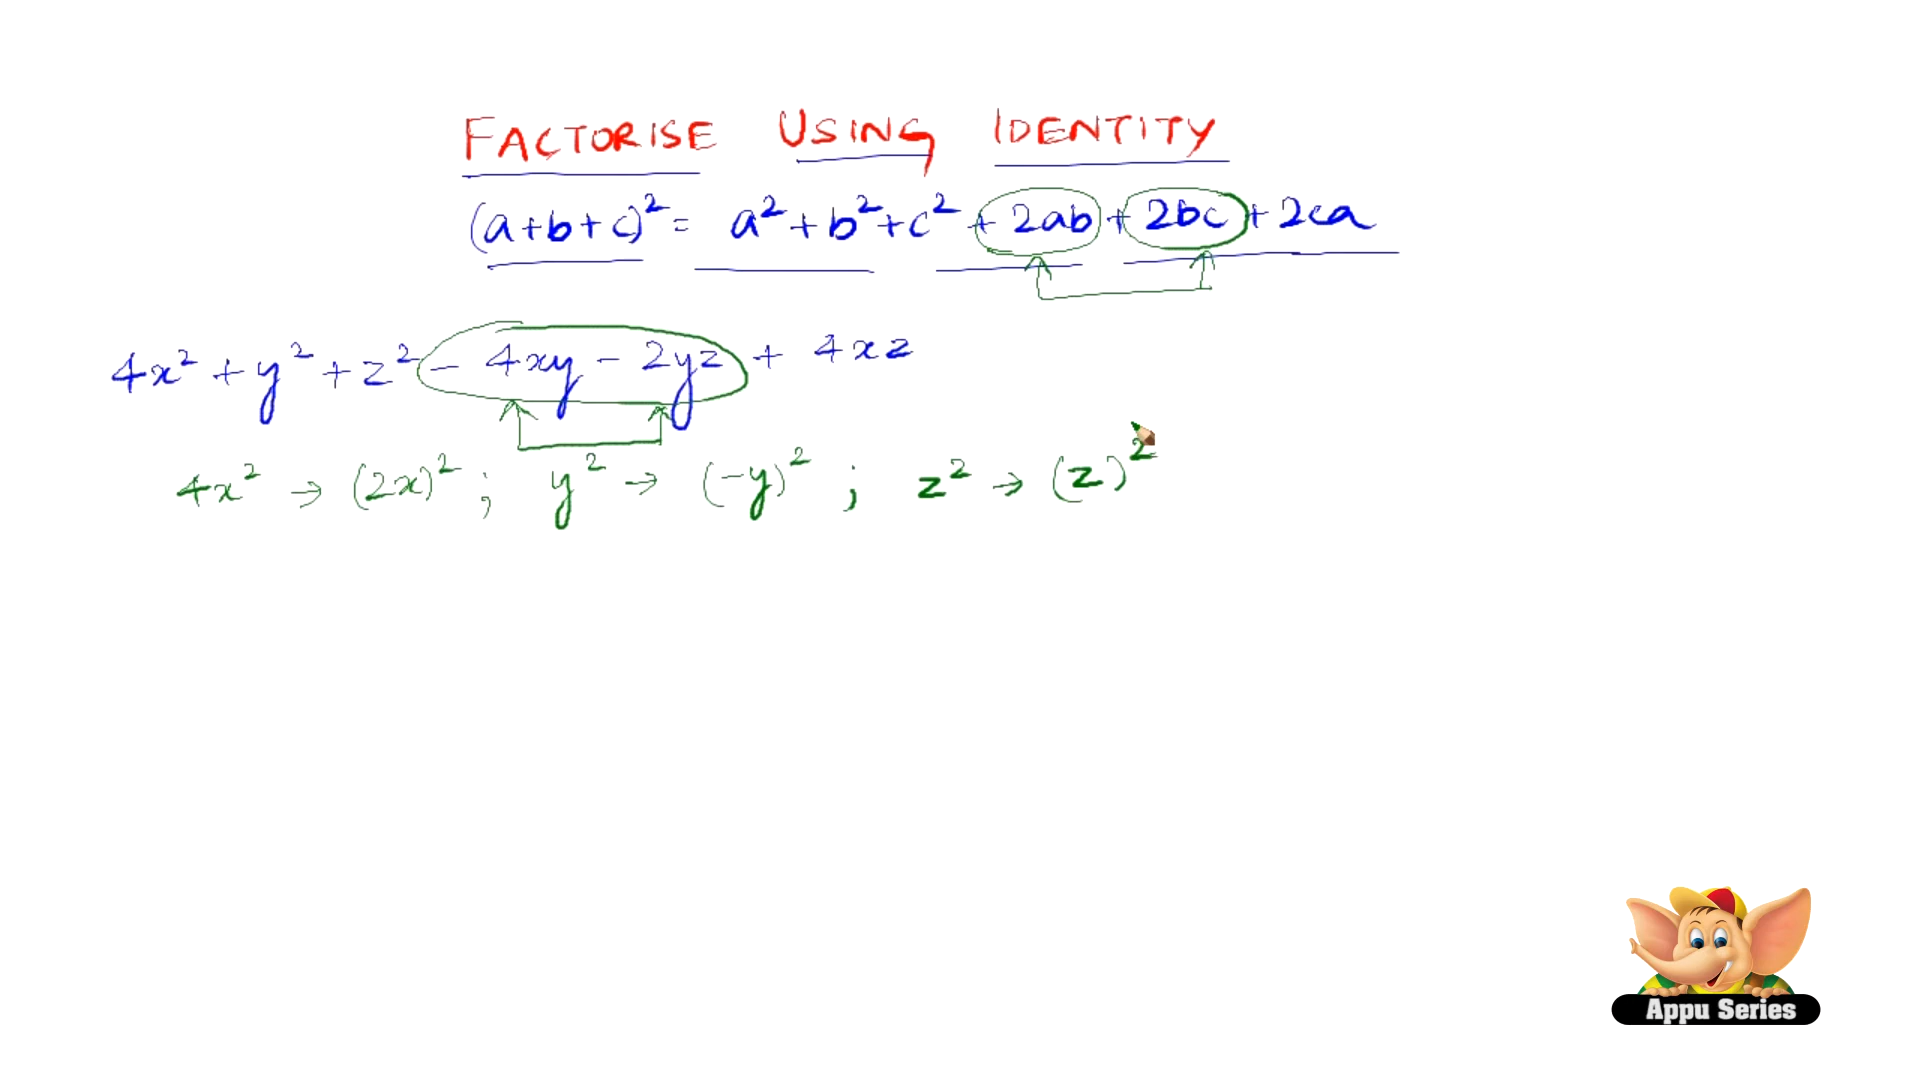 FACTORISE USING IDENTITY
(a+b+c)² = a²+b²+c²+2ab+2bc+2ca
4x²+y²+z²-4xy-2yz+4xz
4x² → (2x)² ; y² → (-y)² ; z² → (z)²
Appu Series